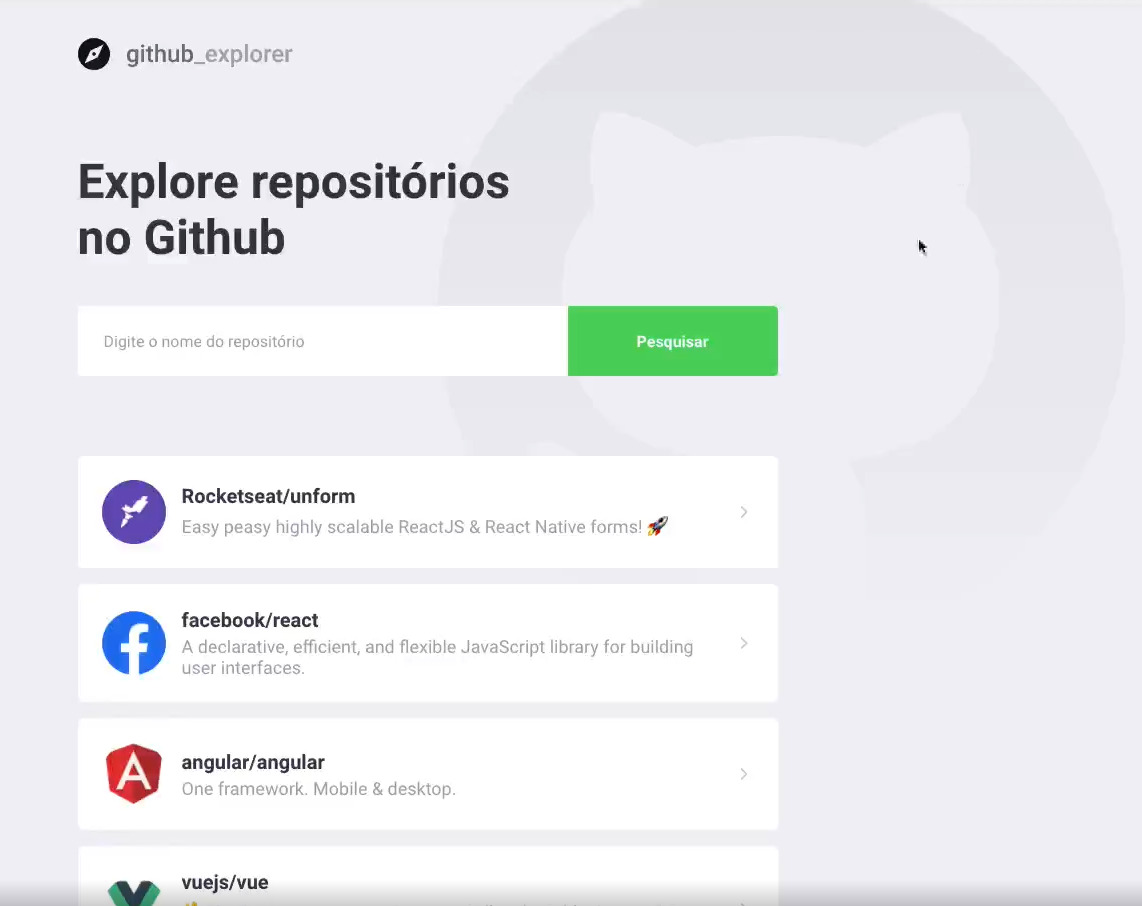 github_explorer
Explore repositórios
no Github
Digite o nome do repositório
Pesquisar
Rocketseat/unform
Easy peasy highly scalable ReactJS & React Native forms! 🚀
facebook/react
A declarative, efficient, and flexible JavaScript library for building
user interfaces.
angular/angular
One framework. Mobile & desktop.
vuejs/vue